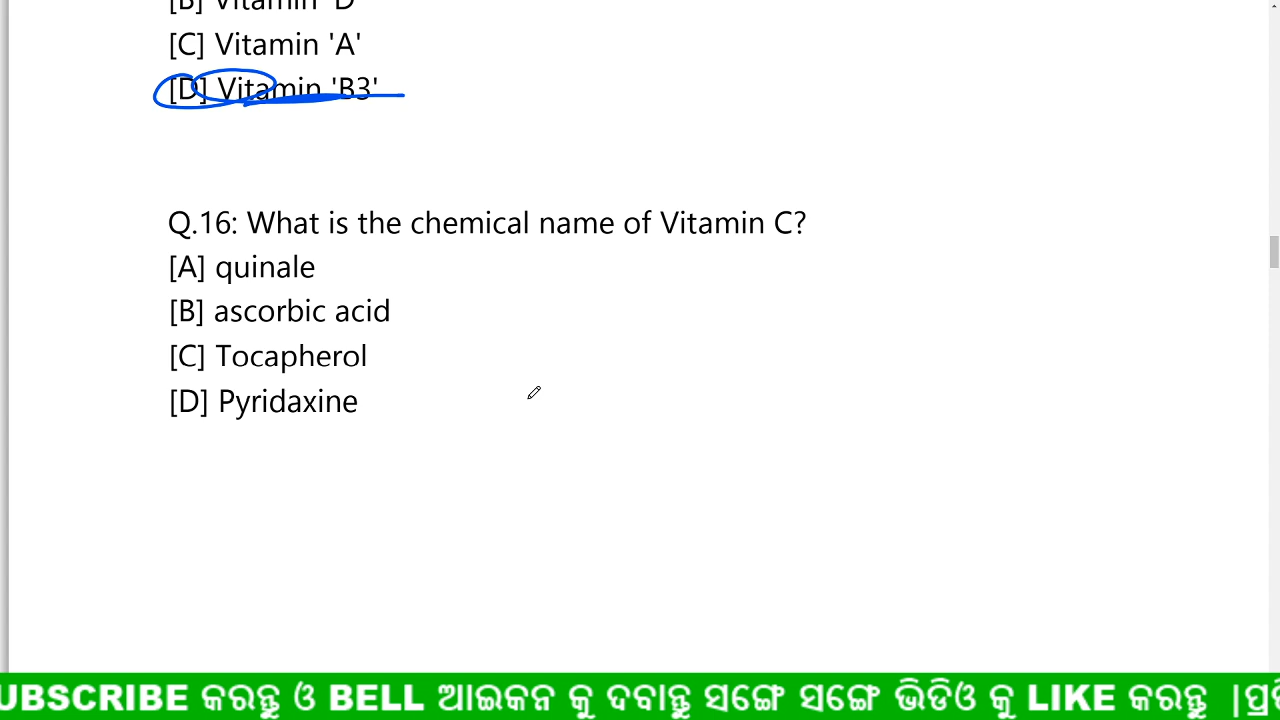 [B] Vitamin 'D'
[C] Vitamin 'A'
[D] Vitamin 'B3'
Q.16: What is the chemical name of Vitamin C?
[A] quinale
[B] ascorbic acid
[C] Tocapherol
[D] Pyridaxine
UBSCRIBE କରନ୍ତୁ ଓ BELL ଆଇକନ କୁ ଦବାନ୍ତୁ ସଙ୍ଗେ ସଙ୍ଗେ ଭିଡିଓ କୁ LIKE କରନ୍ତୁ |ପ୍ର